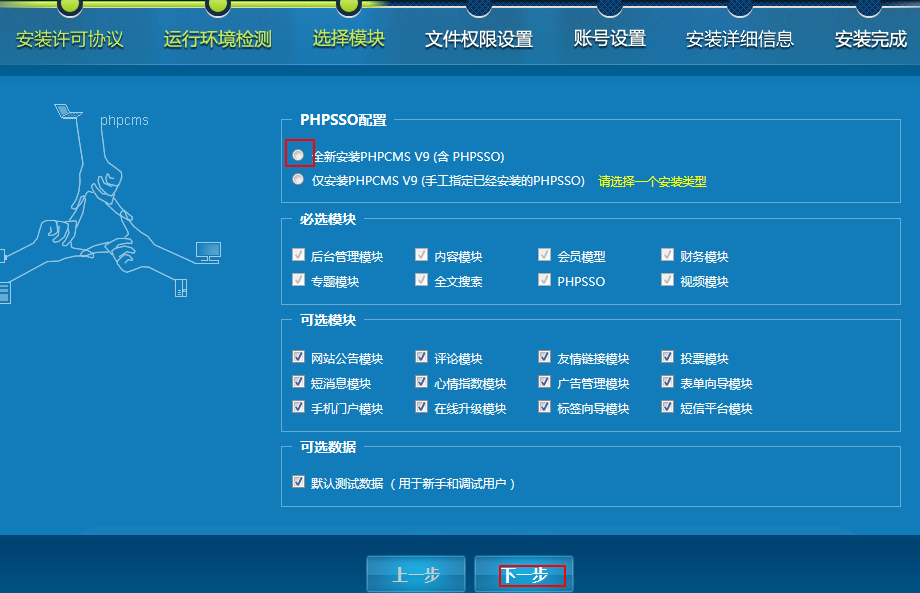 安装许可协议 运行环境检测 选择模块 文件权限设置 账号设置 安装详细信息 安装完成
phpcms
PHPSSO配置
全新安装PHPCMS V9 (含 PHPSSO)
仅安装PHPCMS V9 (手工指定已经安装的PHPSSO) 请选择一个安装类型
必选模块
后台管理模块 内容模块 会员模型 财务模块
专题模块 全文搜索 PHPSSO 视频模块
可选模块
网站公告模块 评论模块 友情链接模块 投票模块
短消息模块 心情指数模块 广告管理模块 表单向导模块
手机门户模块 在线升级模块 标签向导模块 短信平台模块
可选数据
默认测试数据 （用于新手和调试用户）
上一步 下一步